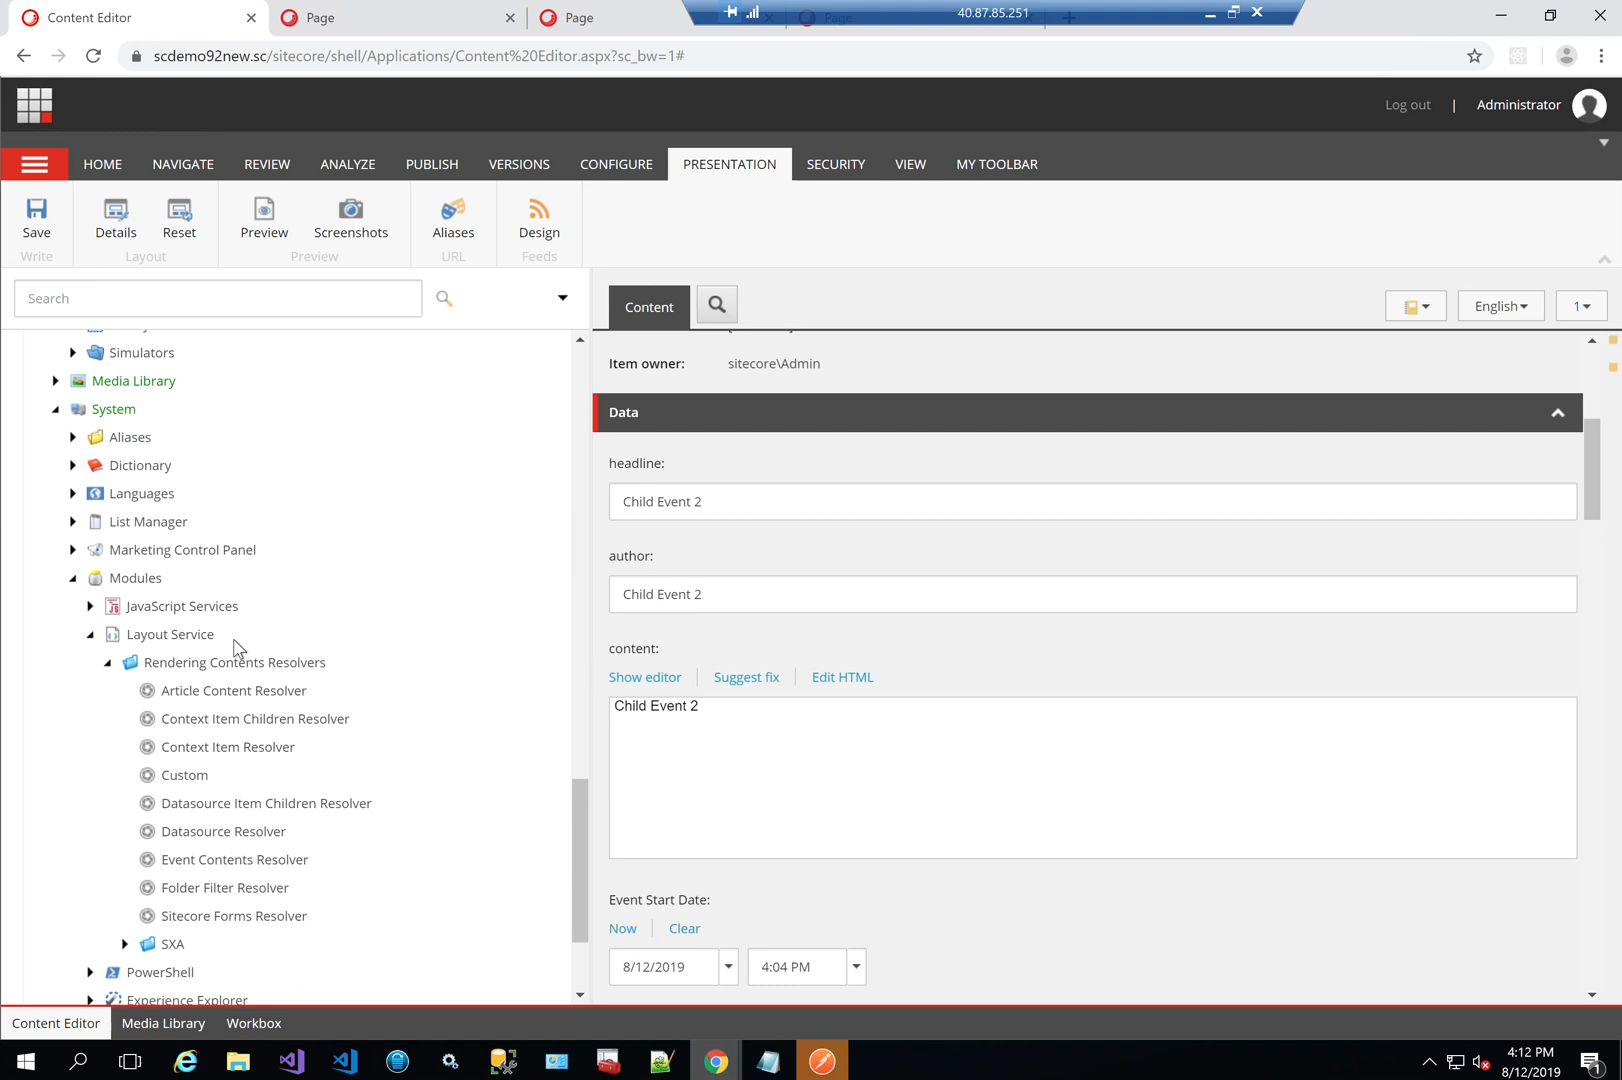 Content Editor
Page
Page
Page
40.87.85.251
scdemo92new.sc/sitecore/shell/Applications/Content%20Editor.aspx?sc_bw=1#
Log out | Administrator
HOME NAVIGATE REVIEW ANALYZE PUBLISH VERSIONS CONFIGURE PRESENTATION SECURITY VIEW MY TOOLBAR
Save Details Reset Preview Screenshots Aliases Design
Write Layout Preview URL Feeds
Search
Content
English
1
Simulators
Media Library
System
Aliases
Dictionary
Languages
List Manager
Marketing Control Panel
Modules
JavaScript Services
Layout Service
Rendering Contents Resolvers
Article Content Resolver
Context Item Children Resolver
Context Item Resolver
Custom
Datasource Item Children Resolver
Datasource Resolver
Event Contents Resolver
Folder Filter Resolver
Sitecore Forms Resolver
SXA
PowerShell
Experience Explorer
Item owner: sitecore\Admin
Data
headline:
Child Event 2
author:
Child Event 2
content:
Show editor Suggest fix Edit HTML
Child Event 2
Event Start Date:
Now Clear
8/12/2019 4:04 PM
Content Editor Media Library Workbox
4:12 PM
8/12/2019
1